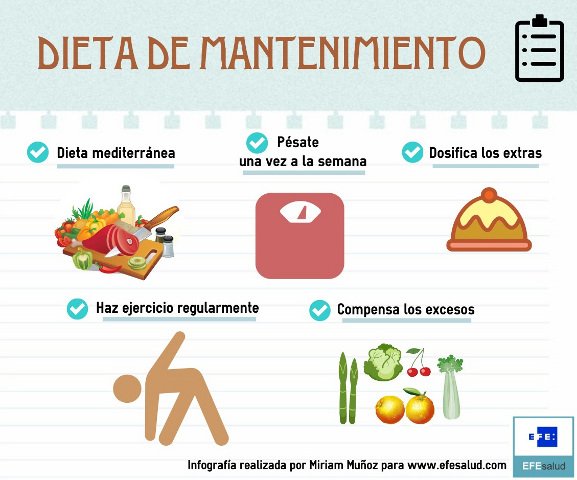 DIETA DE MANTENIMIENTO
Dieta mediterránea
Pésate
una vez a la semana
Dosifica los extras
Haz ejercicio regularmente
Compensa los excesos
EFE:
EFEsalud
Infografía realizada por Miriam Muñoz para www.efesalud.com